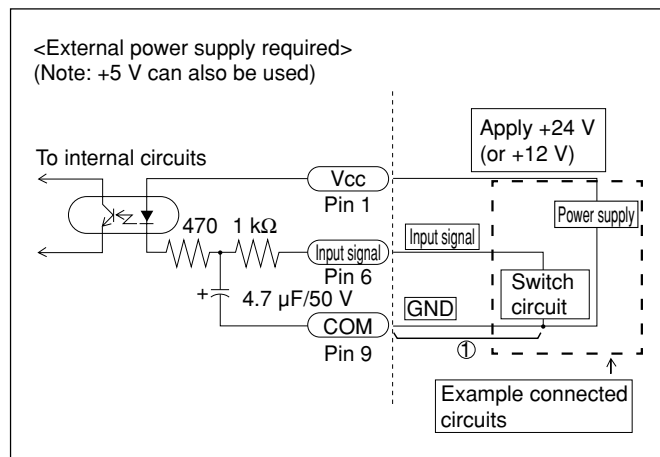 <External power supply required>
(Note: +5 V can also be used)
Apply +24 V
(or +12 V)
To internal circuits
Vcc
Pin 1
Power supply
470
1 kΩ
Input signal
Pin 6
Input signal
Switch
circuit
+
4.7 µF/50 V
GND
COM
Pin 9
①
Example connected
circuits